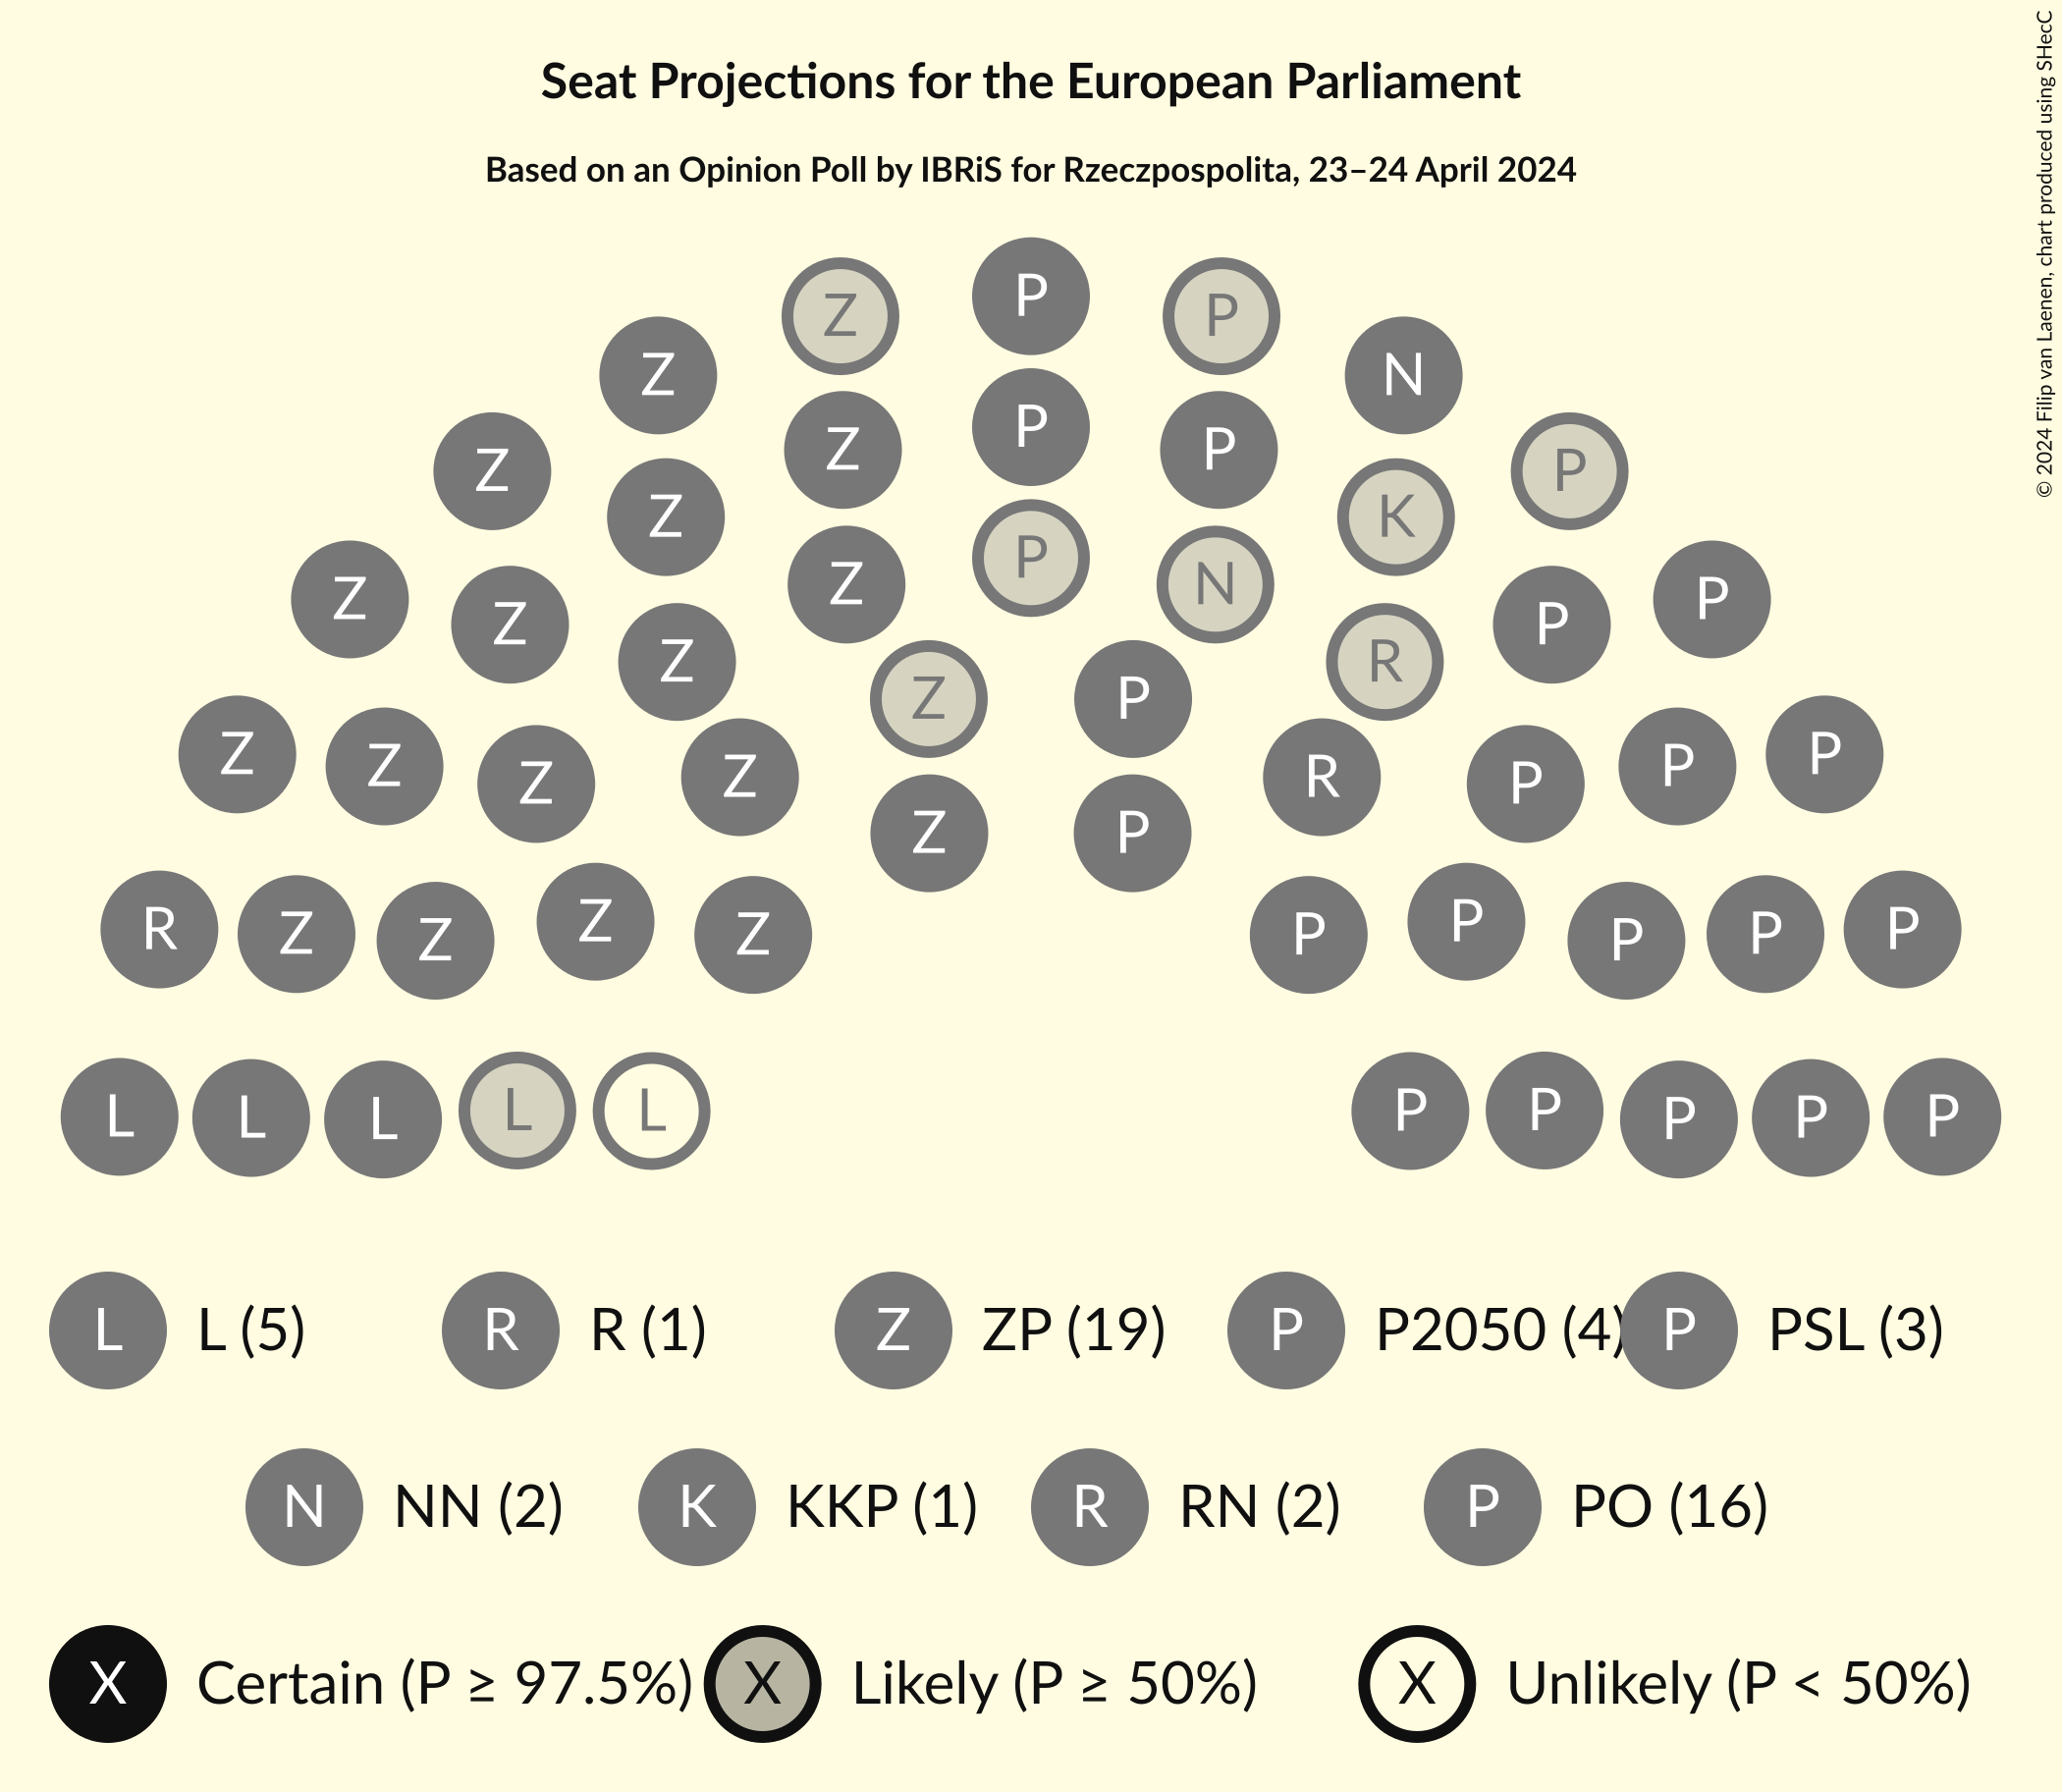 Seat Projections for the European Parliament
Based on an Opinion Poll by IBRiS for Rzeczpospolita, 23–24 April 2024
© 2024 Filip van Laenen, chart produced using SHecC
P
Z P
Z N
P
Z P
Z P
Z K
P
Z N
Z P
Z P
Z R
Z P
Z P
Z P
Z R
Z P
Z P
Z P
R P
Z P
Z P
Z P
Z P
L L L L L P P P P P
L L (5) R R (1) Z ZP (19) P P2050 (4) P PSL (3)
N NN (2) K KKP (1) R RN (2) P PO (16)
X Certain (P ≥ 97.5%) X Likely (P ≥ 50%) X Unlikely (P < 50%)